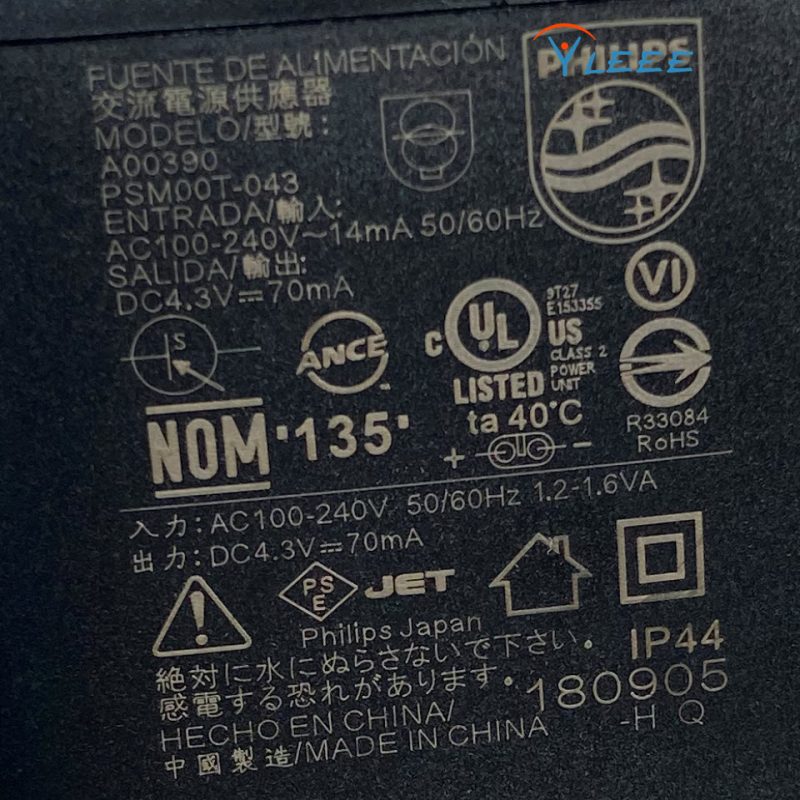 YLEEE
PHILIPS
FUENTE DE ALIMENTACIÓN
交流電源供應器
MODELO/型號:
A00390
PSM00T-043
ENTRADA/輸入:
AC100-240V~14mA 50/60Hz
SALIDA/輸出:
DC4.3V⎓70mA
VI
S
ANCE
C UL US
LISTED
9T27
E153355
CLASS 2
POWER
UNIT
ta 40°C
R33084
RoHS
NOM "135"
+ -
入力: AC100-240V 50/60Hz 1.2-1.6VA
出力: DC4.3V⎓70mA
PS
E
JET
Philips Japan
IP44
絶対に水にぬらさないで下さい。
感電する恐れがあります。
180905
HECHO EN CHINA/
-H Q
中國製造/MADE IN CHINA